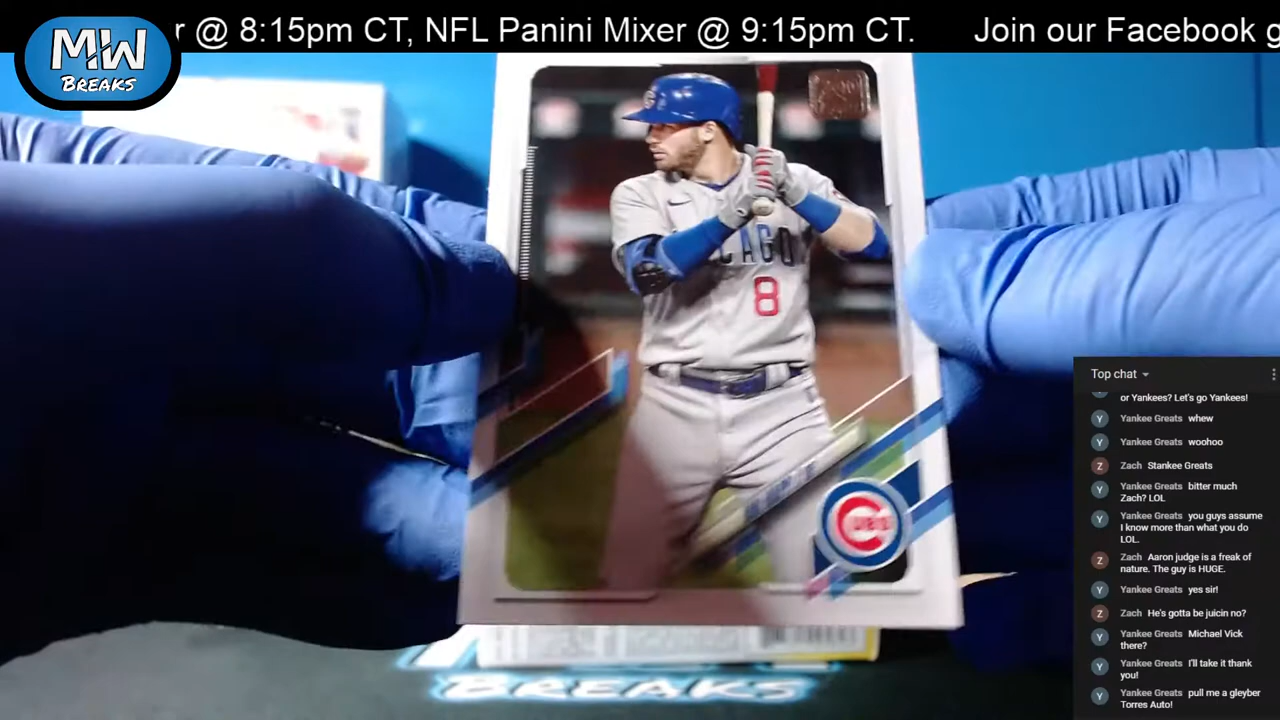 r @ 8:15pm CT, NFL Panini Mixer @ 9:15pm CT. Join our Facebook g
MW
BREAKS
CAGO
8
CUBS
BREAKS
Top chat
or Yankees? Let's go Yankees!
Yankee Greats whew
Yankee Greats woohoo
Z Zach Stankee Greats
Y Yankee Greats bitter much
Zach? LOL
Y Yankee Greats you guys assume
I know more than what you do
LOL.
Z Zach Aaron judge is a freak of
nature. The guy is HUGE.
Y Yankee Greats yes sir!
Z Zach He's gotta be juicin no?
Y Yankee Greats Michael Vick
there?
Y Yankee Greats I'll take it thank
you!
Y Yankee Greats pull me a gleyber
Torres Auto!